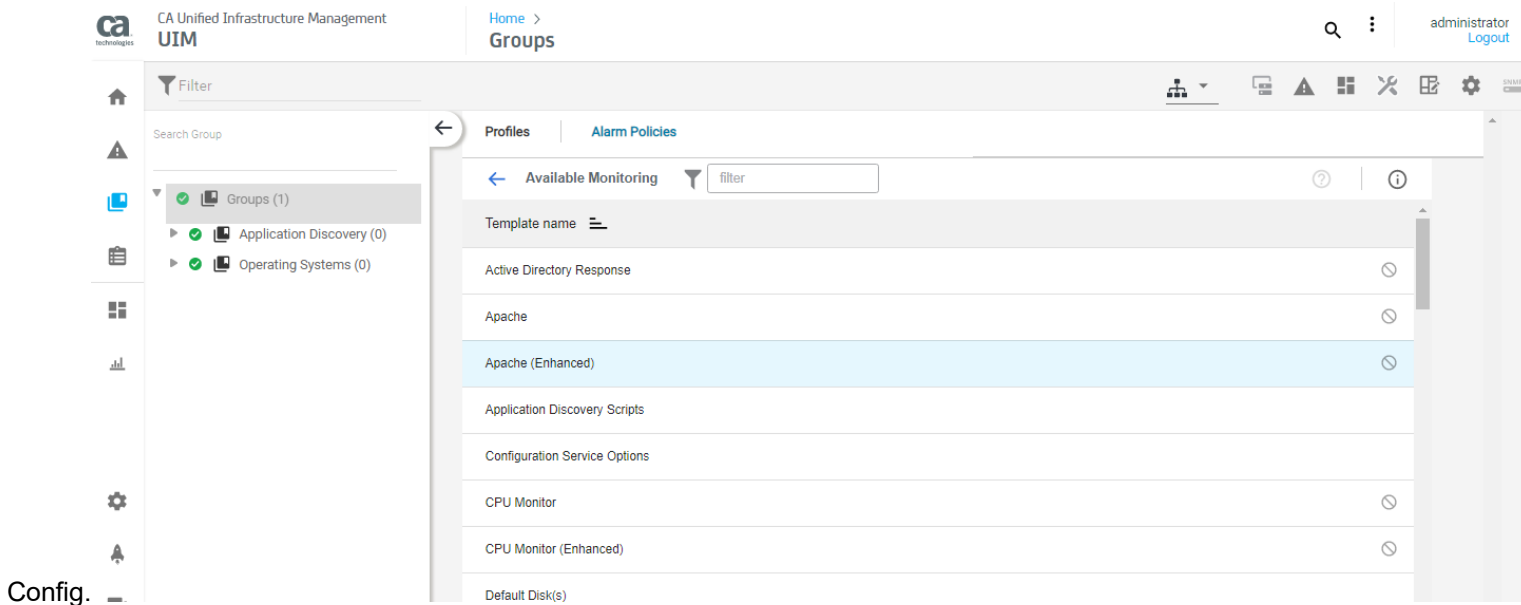 ca
technologies
CA Unified Infrastructure Management
UIM
Home >
Groups
administrator
Logout
Filter
SNMP
Search Group
Groups (1)
Application Discovery (0)
Operating Systems (0)
Profiles
Alarm Policies
Available Monitoring
filter
Template name
Active Directory Response
Apache
Apache (Enhanced)
Application Discovery Scripts
Configuration Service Options
CPU Monitor
CPU Monitor (Enhanced)
Default Disk(s)
Config.